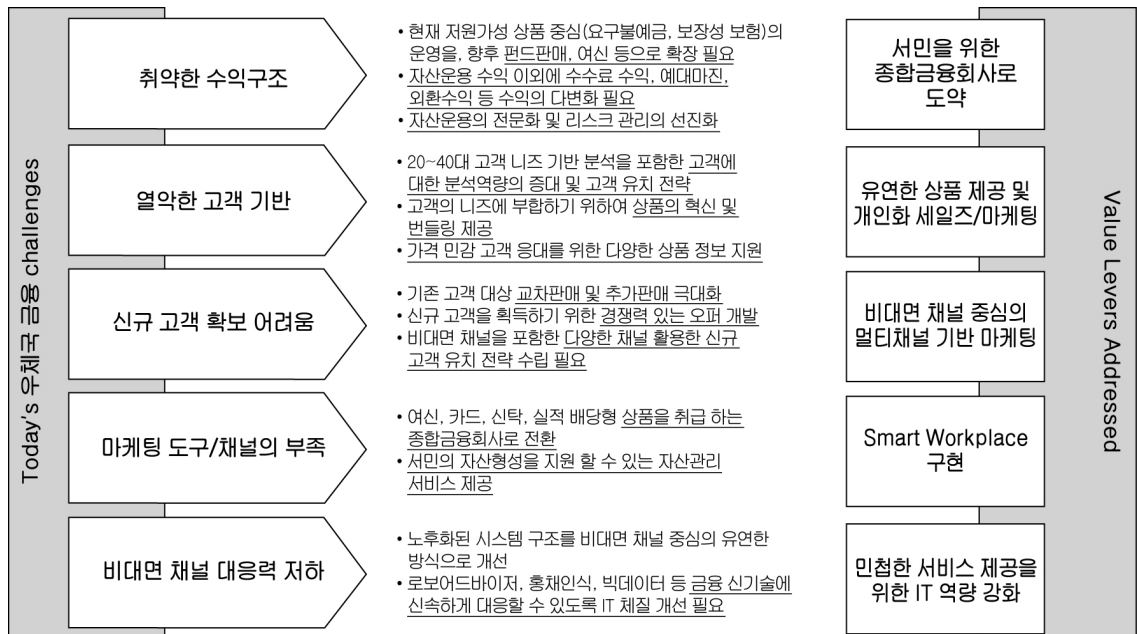 Today's 우체국 금융 challenges
취약한 수익구조
• 현재 저원가성 상품 중심(요구불예금, 보장성 보험)의
운영을, 향후 펀드판매, 여신 등으로 확장 필요
• 자산운용 수익 이외에 수수료 수익, 예대마진,
외환수익 등 수익의 다변화 필요
• 자산운용의 전문화 및 리스크 관리의 선진화
서민을 위한
종합금융회사로
도약
열악한 고객 기반
• 20~40대 고객 니즈 기반 분석을 포함한 고객에
대한 분석역량의 증대 및 고객 유치 전략
• 고객의 니즈에 부합하기 위하여 상품의 혁신 및
번들링 제공
• 가격 민감 고객 응대를 위한 다양한 상품 정보 지원
유연한 상품 제공 및
개인화 세일즈/마케팅
신규 고객 확보 어려움
• 기존 고객 대상 교차판매 및 추가판매 극대화
• 신규 고객을 획득하기 위한 경쟁력 있는 오퍼 개발
• 비대면 채널을 포함한 다양한 채널 활용한 신규
고객 유치 전략 수립 필요
비대면 채널 중심의
멀티채널 기반 마케팅
마케팅 도구/채널의 부족
• 여신, 카드, 신탁, 실적 배당형 상품을 취급 하는
종합금융회사로 전환
• 서민의 자산형성을 지원 할 수 있는 자산관리
서비스 제공
Smart Workplace
구현
비대면 채널 대응력 저하
• 노후화된 시스템 구조를 비대면 채널 중심의 유연한
방식으로 개선
• 로보어드바이저, 홍채인식, 빅데이터 등 금융 신기술에
신속하게 대응할 수 있도록 IT 체질 개선 필요
민첩한 서비스 제공을
위한 IT 역량 강화
Value Levers Addressed